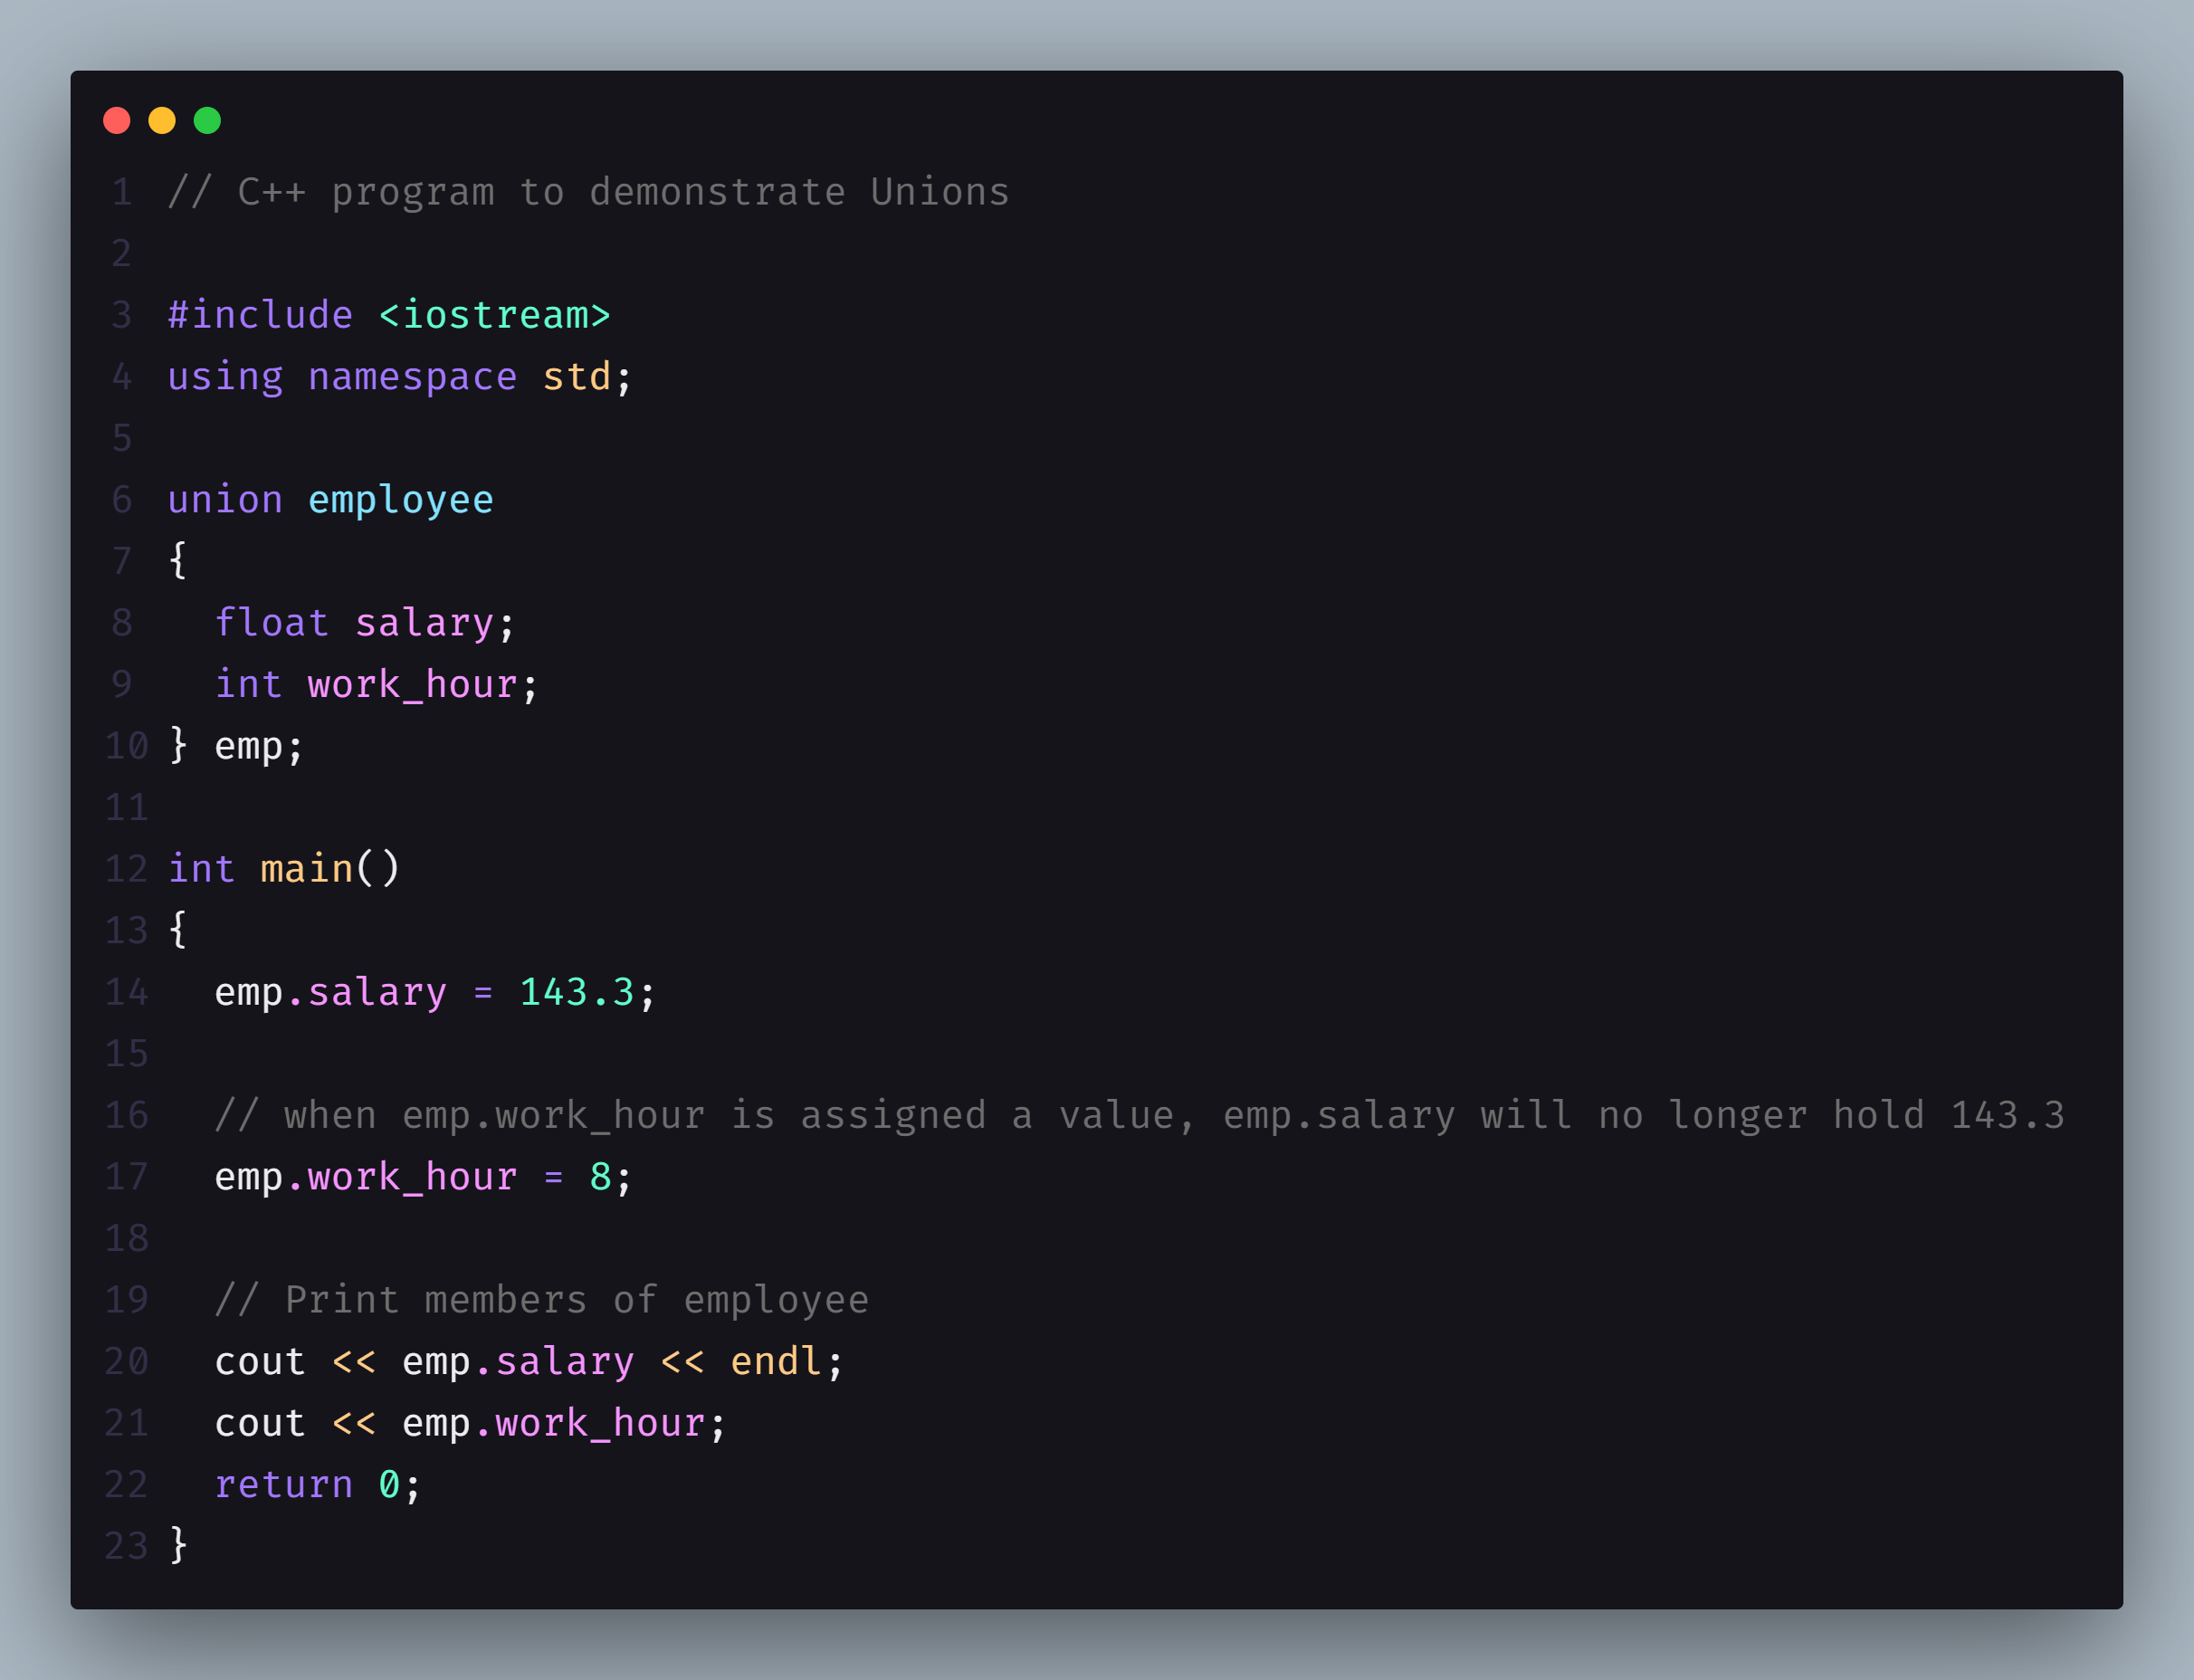 1 // C++ program to demonstrate Unions
2
3 #include <iostream>
4 using namespace std;
5
6 union employee
7 {
8   float salary;
9   int work_hour;
10 } emp;
11
12 int main()
13 {
14   emp.salary = 143.3;
15
16   // when emp.work_hour is assigned a value, emp.salary will no longer hold 143.3
17   emp.work_hour = 8;
18
19   // Print members of employee
20   cout << emp.salary << endl;
21   cout << emp.work_hour;
22   return 0;
23 }